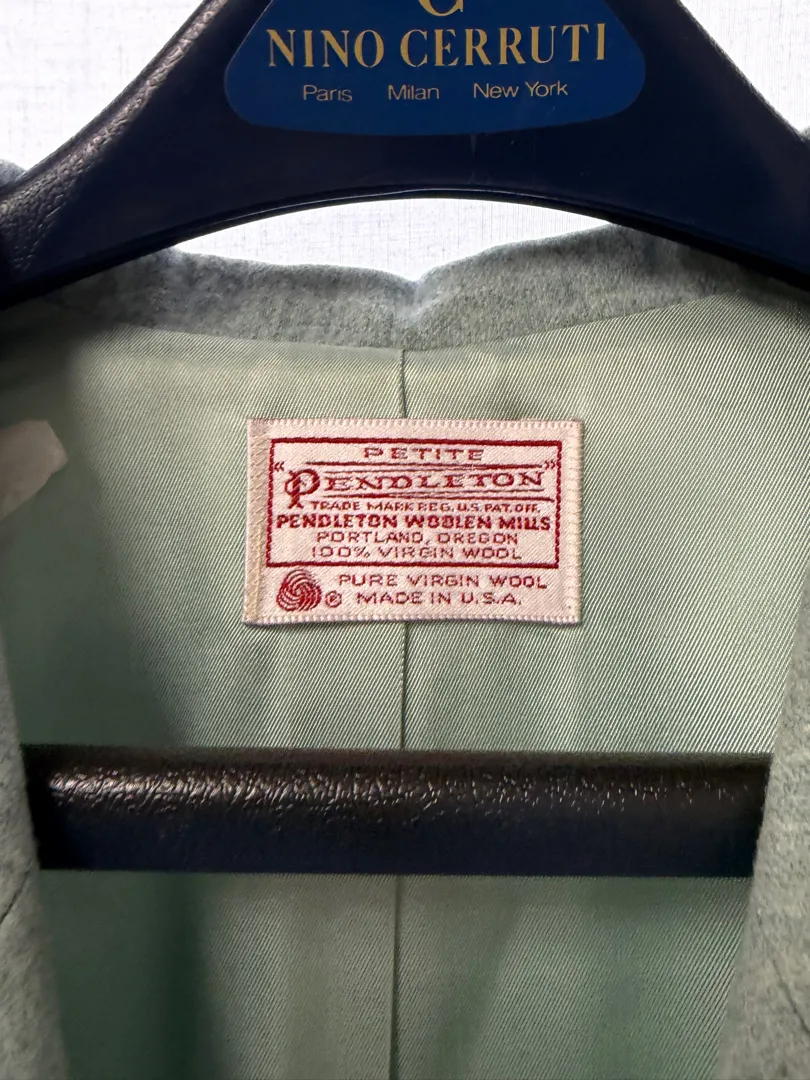 NINO CERRUTI
Paris Milan New York
PETITE
"PENDLETON"
TRADE MARK REG. U.S. PAT. OFF.
PENDLETON WOOLEN MILLS
PORTLAND, OREGON
100% VIRGIN WOOL
PURE VIRGIN WOOL
® MADE IN U.S.A.